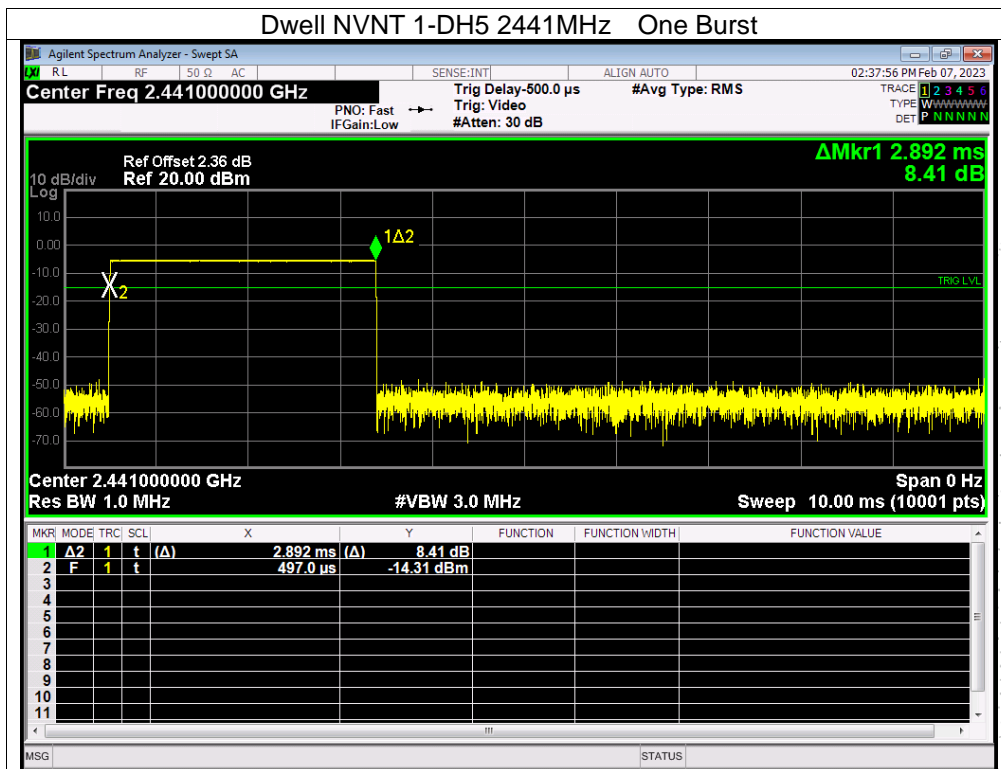 Dwell NVNT 1-DH5 2441MHz One Burst
Agilent Spectrum Analyzer - Swept SA
LXI RL RF 50 Ω AC SENSE:INT ALIGN AUTO 02:37:56 PM Feb 07, 2023
Center Freq 2.441000000 GHz
PNO: Fast
IFGain:Low
Trig Delay-500.0 µs
Trig: Video
#Atten: 30 dB
#Avg Type: RMS
TRACE 1 2 3 4 5 6
TYPE WWWWWW
DET P N N N N N
ΔMkr1 2.892 ms
8.41 dB
Ref Offset 2.36 dB
10 dB/div Ref 20.00 dBm
Log
10.0
0.00
-10.0
-20.0
-30.0
-40.0
-50.0
-60.0
-70.0
1Δ2
X2
TRIG LVL
Center 2.441000000 GHz Span 0 Hz
Res BW 1.0 MHz #VBW 3.0 MHz Sweep 10.00 ms (10001 pts)
MKR MODE TRC SCL X Y FUNCTION FUNCTION WIDTH FUNCTION VALUE
1 Δ2 1 t (Δ) 2.892 ms (Δ) 8.41 dB
2 F 1 t 497.0 µs -14.31 dBm
3
4
5
6
7
8
9
10
11
MSG STATUS